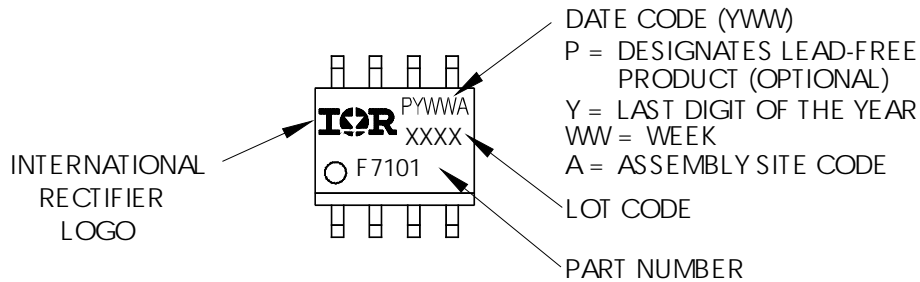 DATE CODE (YWW)
P = DESIGNATES LEAD-FREE
PRODUCT (OPTIONAL)
Y = LAST DIGIT OF THE YEAR
WW = WEEK
A = ASSEMBLY SITE CODE
LOT CODE
PART NUMBER
INTERNATIONAL
RECTIFIER
LOGO
IOR
PYWWA
XXXX
F7101